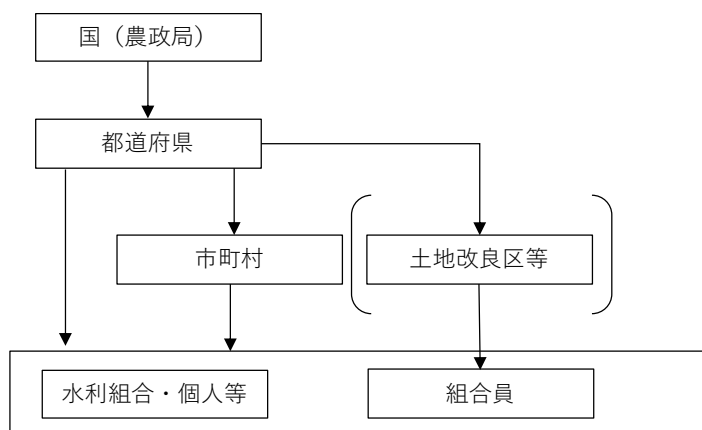 国（農政局）
都道府県
市町村
土地改良区等
水利組合・個人等
組合員